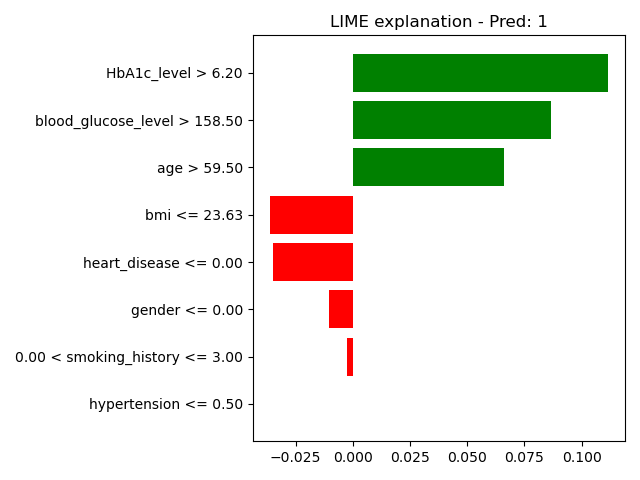 LIME explanation - Pred: 1
HbA1c_level > 6.20
blood_glucose_level > 158.50
age > 59.50
bmi <= 23.63
heart_disease <= 0.00
gender <= 0.00
0.00 < smoking_history <= 3.00
hypertension <= 0.50
−0.025 0.000 0.025 0.050 0.075 0.100